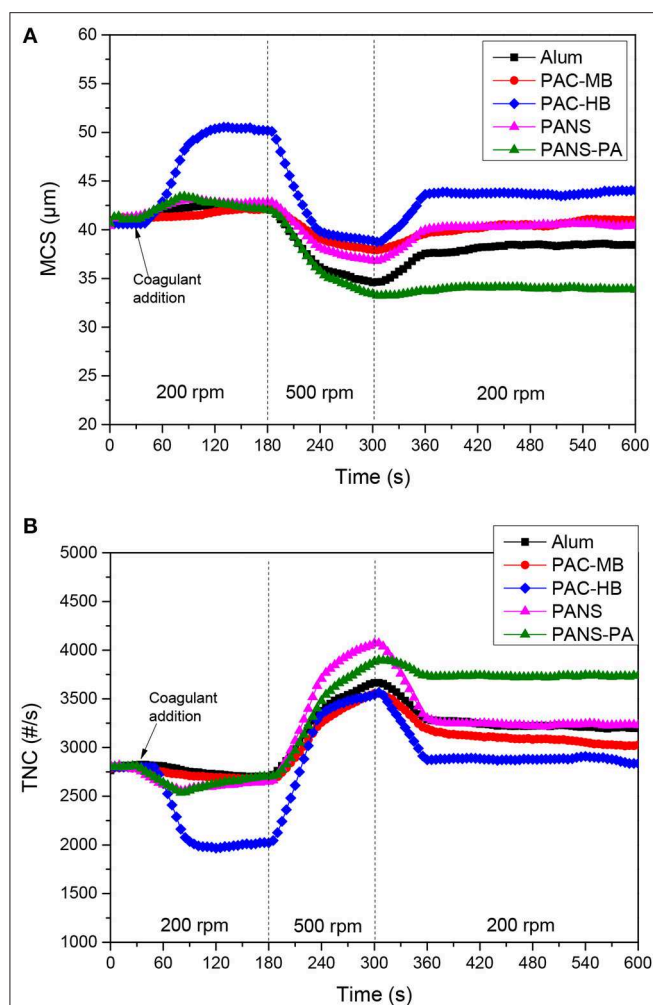 A
60
55
50
45
40
35
30
25
20
MCS (µm)
Alum
PAC-MB
PAC-HB
PANS
PANS-PA
Coagulant
addition
200 rpm
500 rpm
200 rpm
0 60 120 180 240 300 360 420 480 540 600
Time (s)
B
5000
4500
4000
3500
3000
2500
2000
1500
1000
TNC (#/s)
Alum
PAC-MB
PAC-HB
PANS
PANS-PA
Coagulant
addition
200 rpm
500 rpm
200 rpm
0 60 120 180 240 300 360 420 480 540 600
Time (s)